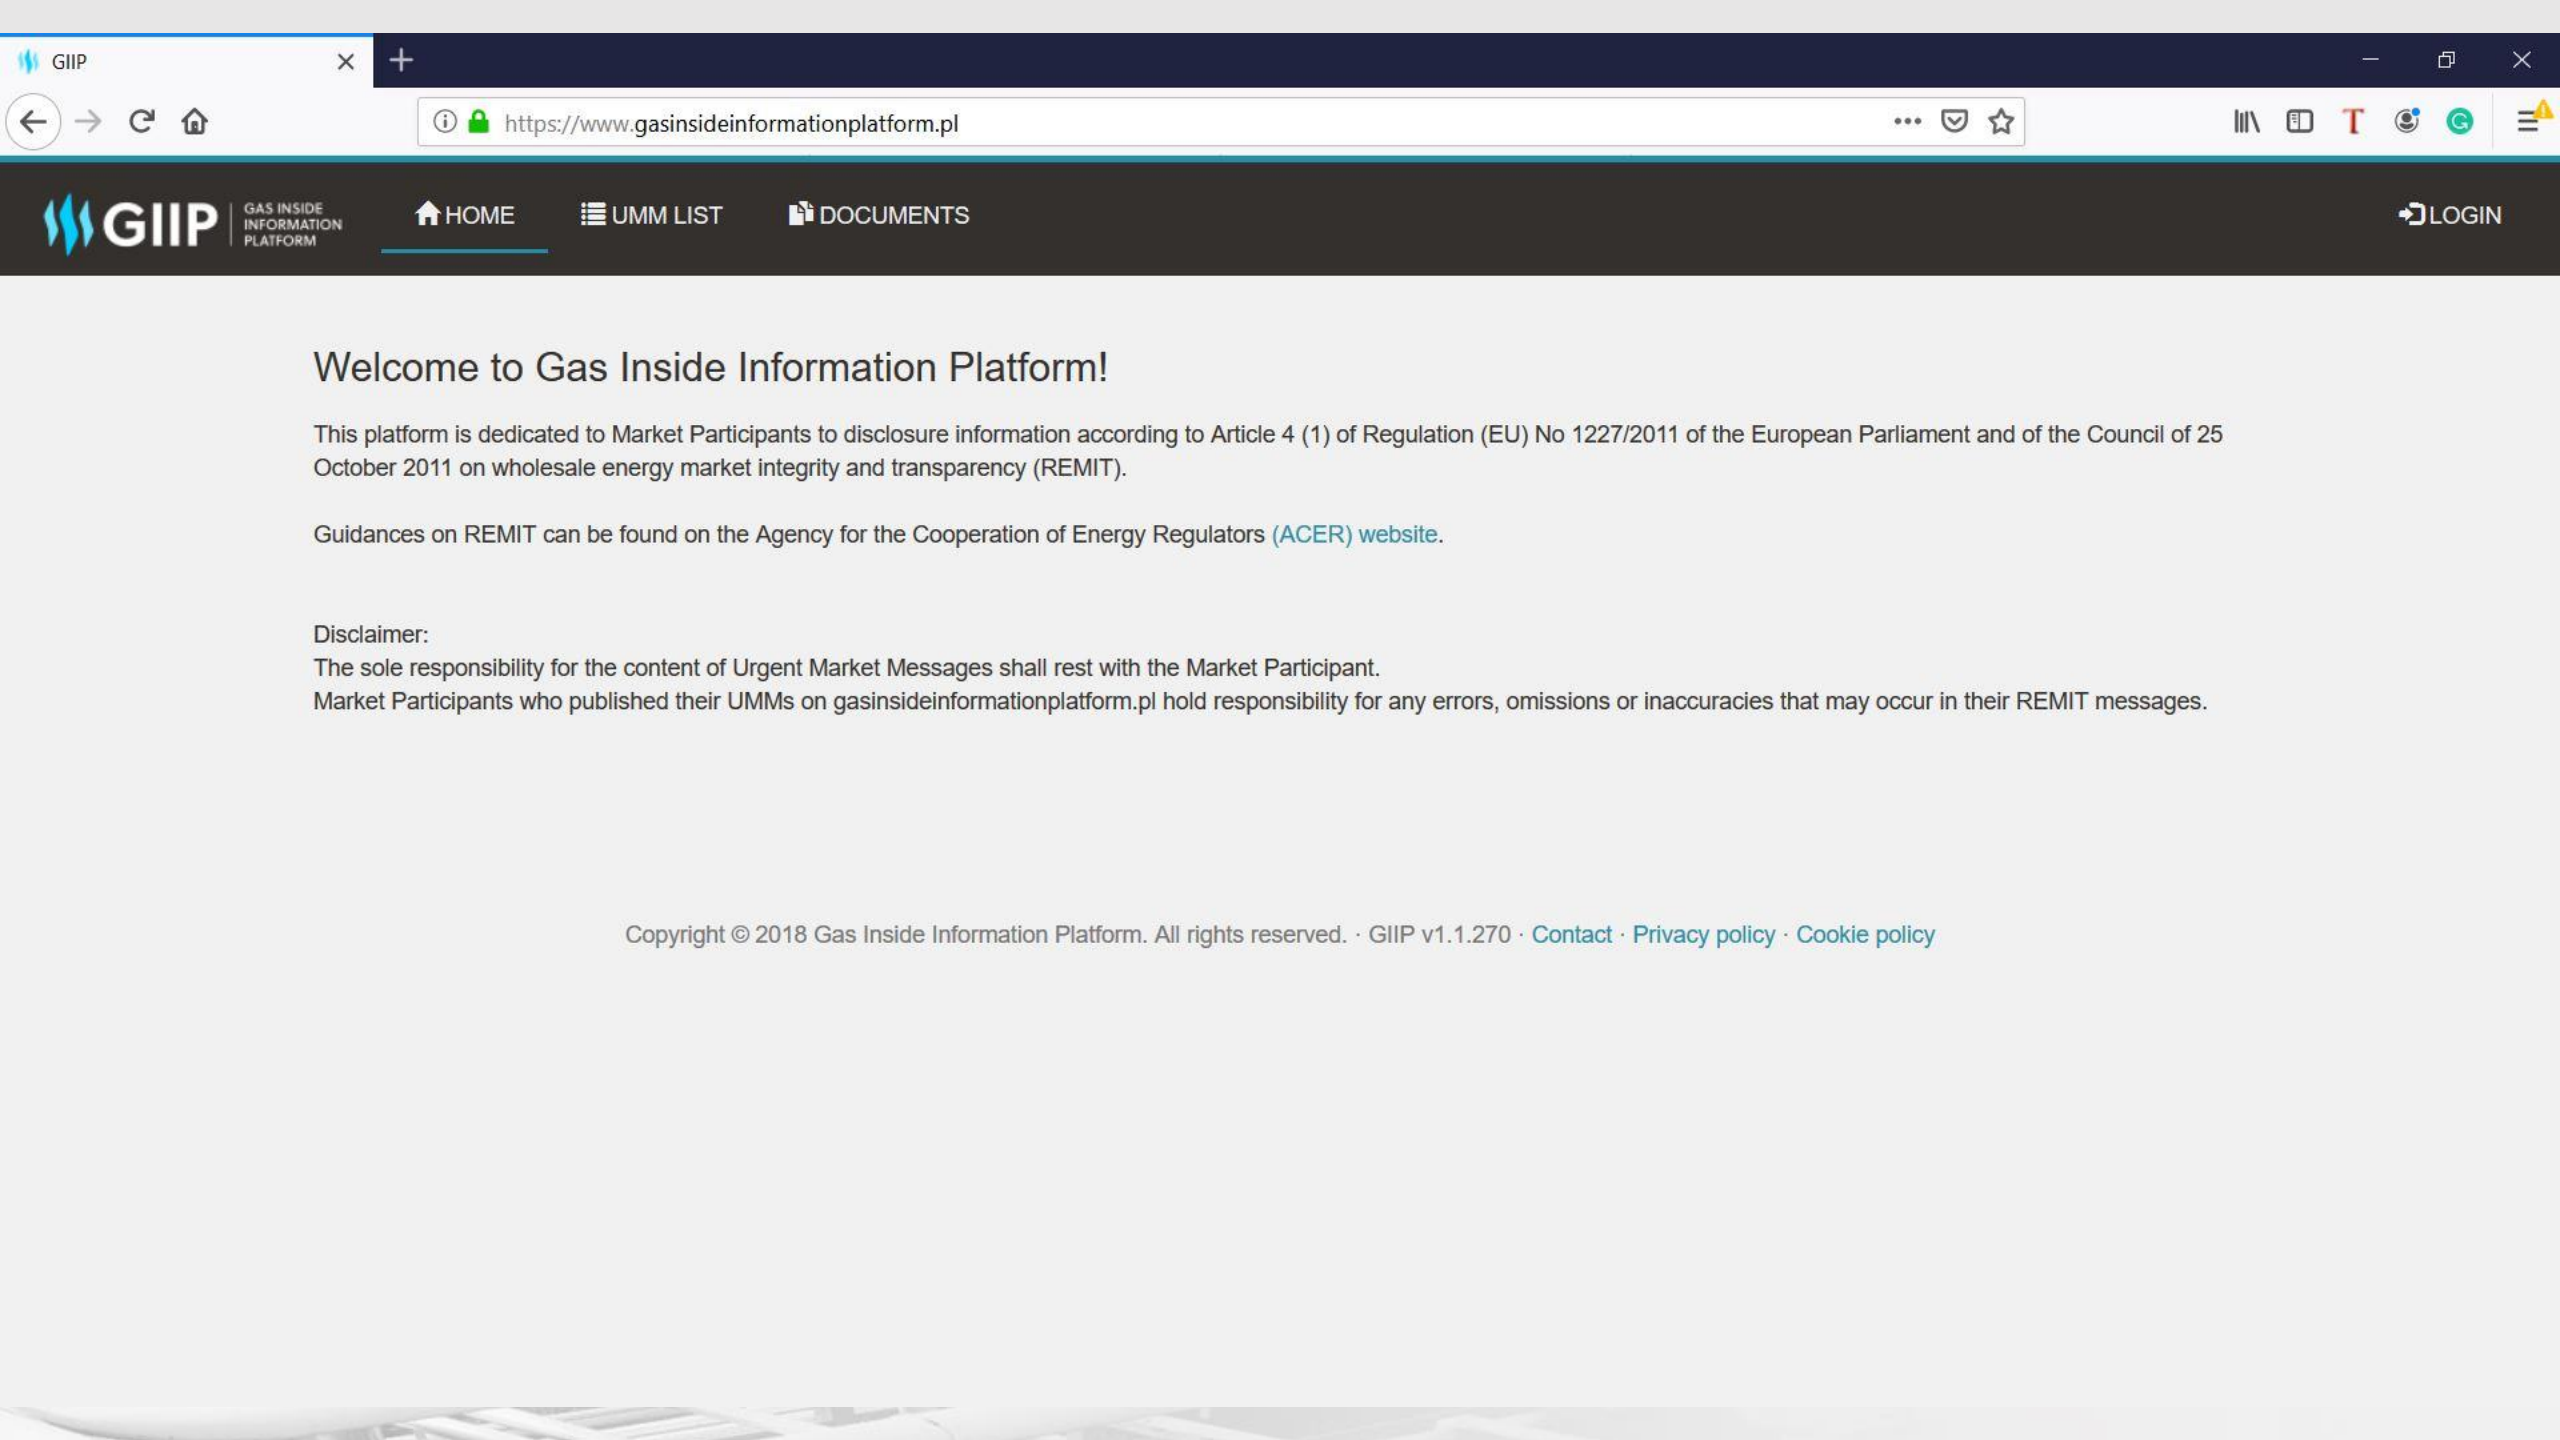 GIIP
https://www.gasinsideinformationplatform.pl
GIIP
GAS INSIDE
INFORMATION
PLATFORM
HOME
UMM LIST
DOCUMENTS
LOGIN
Welcome to Gas Inside Information Platform!
This platform is dedicated to Market Participants to disclosure information according to Article 4 (1) of Regulation (EU) No 1227/2011 of the European Parliament and of the Council of 25
October 2011 on wholesale energy market integrity and transparency (REMIT).
Guidances on REMIT can be found on the Agency for the Cooperation of Energy Regulators (ACER) website.
Disclaimer:
The sole responsibility for the content of Urgent Market Messages shall rest with the Market Participant.
Market Participants who published their UMMs on gasinsideinformationplatform.pl hold responsibility for any errors, omissions or inaccuracies that may occur in their REMIT messages.
Copyright © 2018 Gas Inside Information Platform. All rights reserved. · GIIP v1.1.270 · Contact · Privacy policy · Cookie policy